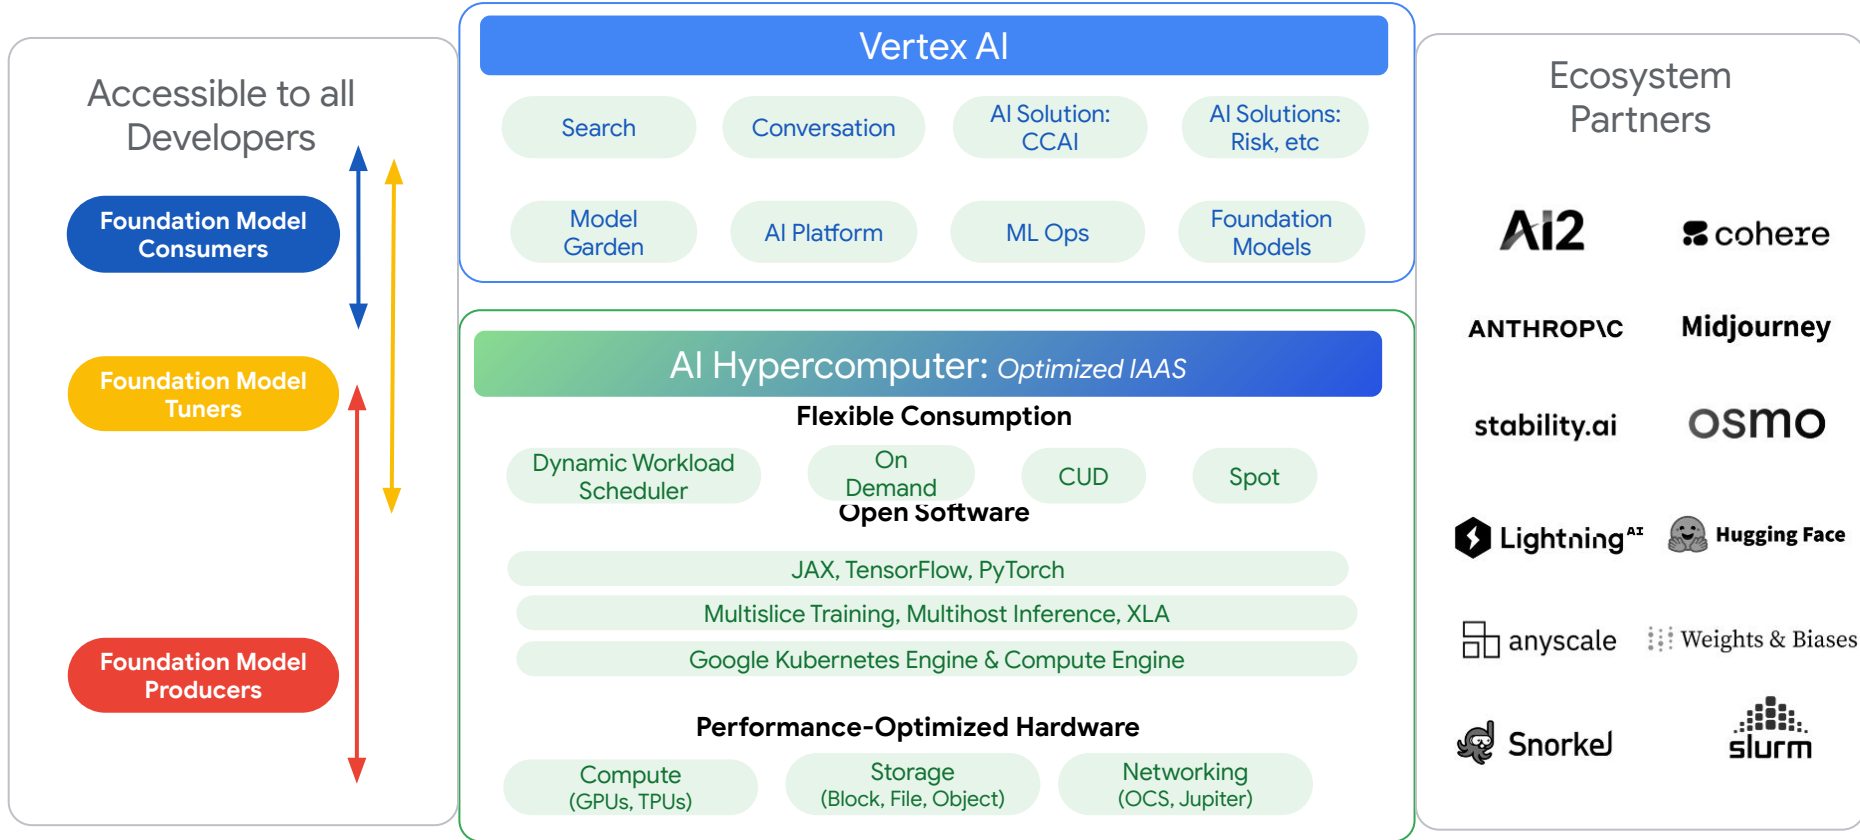 Accessible to all
Developers
Foundation Model
Consumers
Foundation Model
Tuners
Foundation Model
Producers
Vertex AI
Search
Conversation
AI Solution:
CCAI
AI Solutions:
Risk, etc
Model
Garden
AI Platform
ML Ops
Foundation
Models
AI Hypercomputer: Optimized IAAS
Flexible Consumption
Dynamic Workload
Scheduler
On
Demand
CUD
Spot
Open Software
JAX, TensorFlow, PyTorch
Multislice Training, Multihost Inference, XLA
Google Kubernetes Engine & Compute Engine
Performance-Optimized Hardware
Compute
(GPUs, TPUs)
Storage
(Block, File, Object)
Networking
(OCS, Jupiter)
Ecosystem
Partners
Ai2
cohere
ANTHROP\C
Midjourney
stability.ai
osmo
Lightning AI
Hugging Face
anyscale
Weights & Biases
Snorkel
slurm